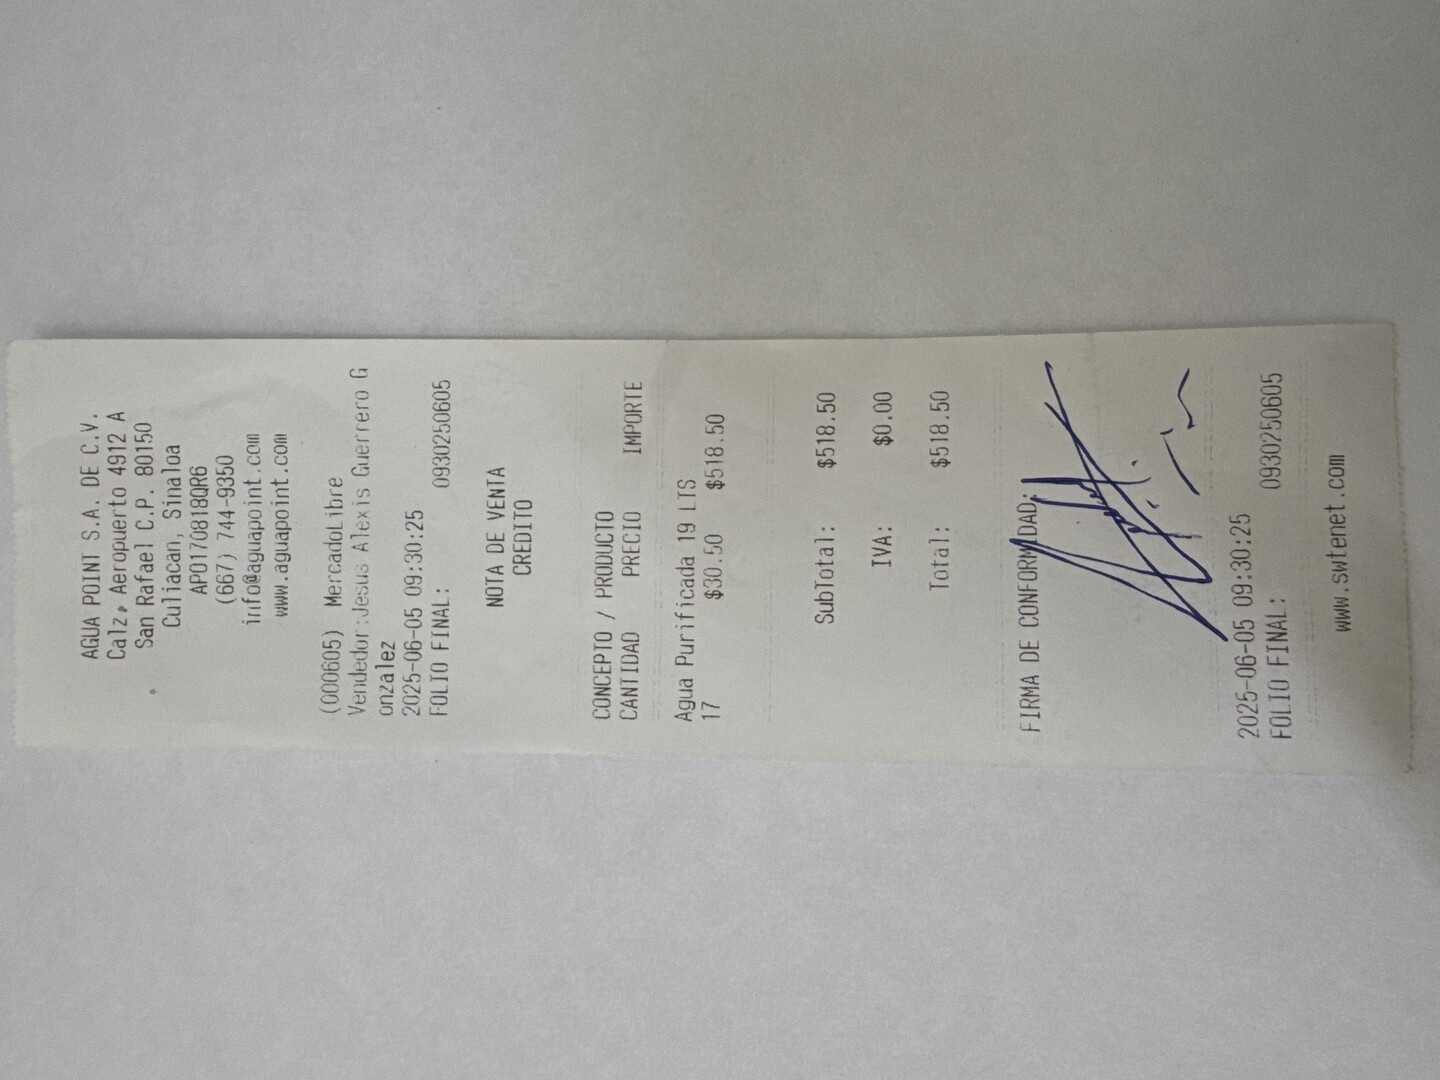 AGUA POINT S.A. DE C.V.
Calz, Aeropuerto 4912 A
San Rafael C.P. 80150
Culiacan, Sinaloa
APO170818QR6
(667) 744-9350
info@aguapoint.com
www.aguapoint.com
(000605) MercadoLibre
Vendedor:Jesus Alexis Guerrero G
onzalez
2025-06-05 09:30:25
FOLIO FINAL: 0930250605
NOTA DE VENTA
CREDITO
CONCEPTO / PRODUCTO
CANTIDAD PRECIO IMPORTE
Agua Purificada 19 LTS
17 $30.50 $518.50
SubTotal: $518.50
IVA: $0.00
Total: $518.50
FIRMA DE CONFORMIDAD:
2025-06-05 09:30:25
FOLIO FINAL: 0930250605
www.swtenet.com